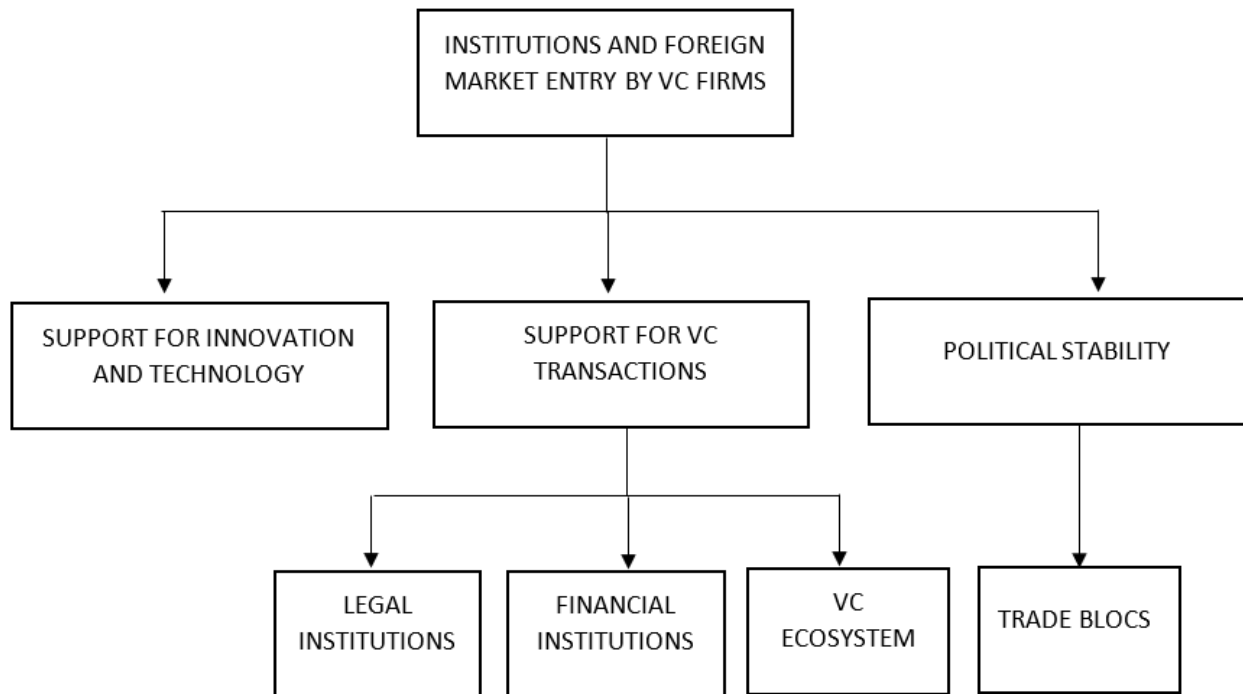 INSTITUTIONS AND FOREIGN
MARKET ENTRY BY VC FIRMS
SUPPORT FOR INNOVATION
AND TECHNOLOGY
SUPPORT FOR VC
TRANSACTIONS
POLITICAL STABILITY
LEGAL
INSTITUTIONS
FINANCIAL
INSTITUTIONS
VC
ECOSYSTEM
TRADE BLOCS